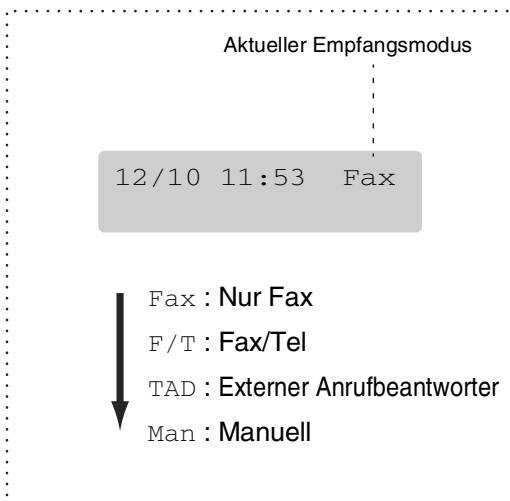 Aktueller Empfangsmodus
12/10 11:53 Fax
Fax : Nur Fax
F/T : Fax/Tel
TAD : Externer Anrufbeantworter
Man : Manuell